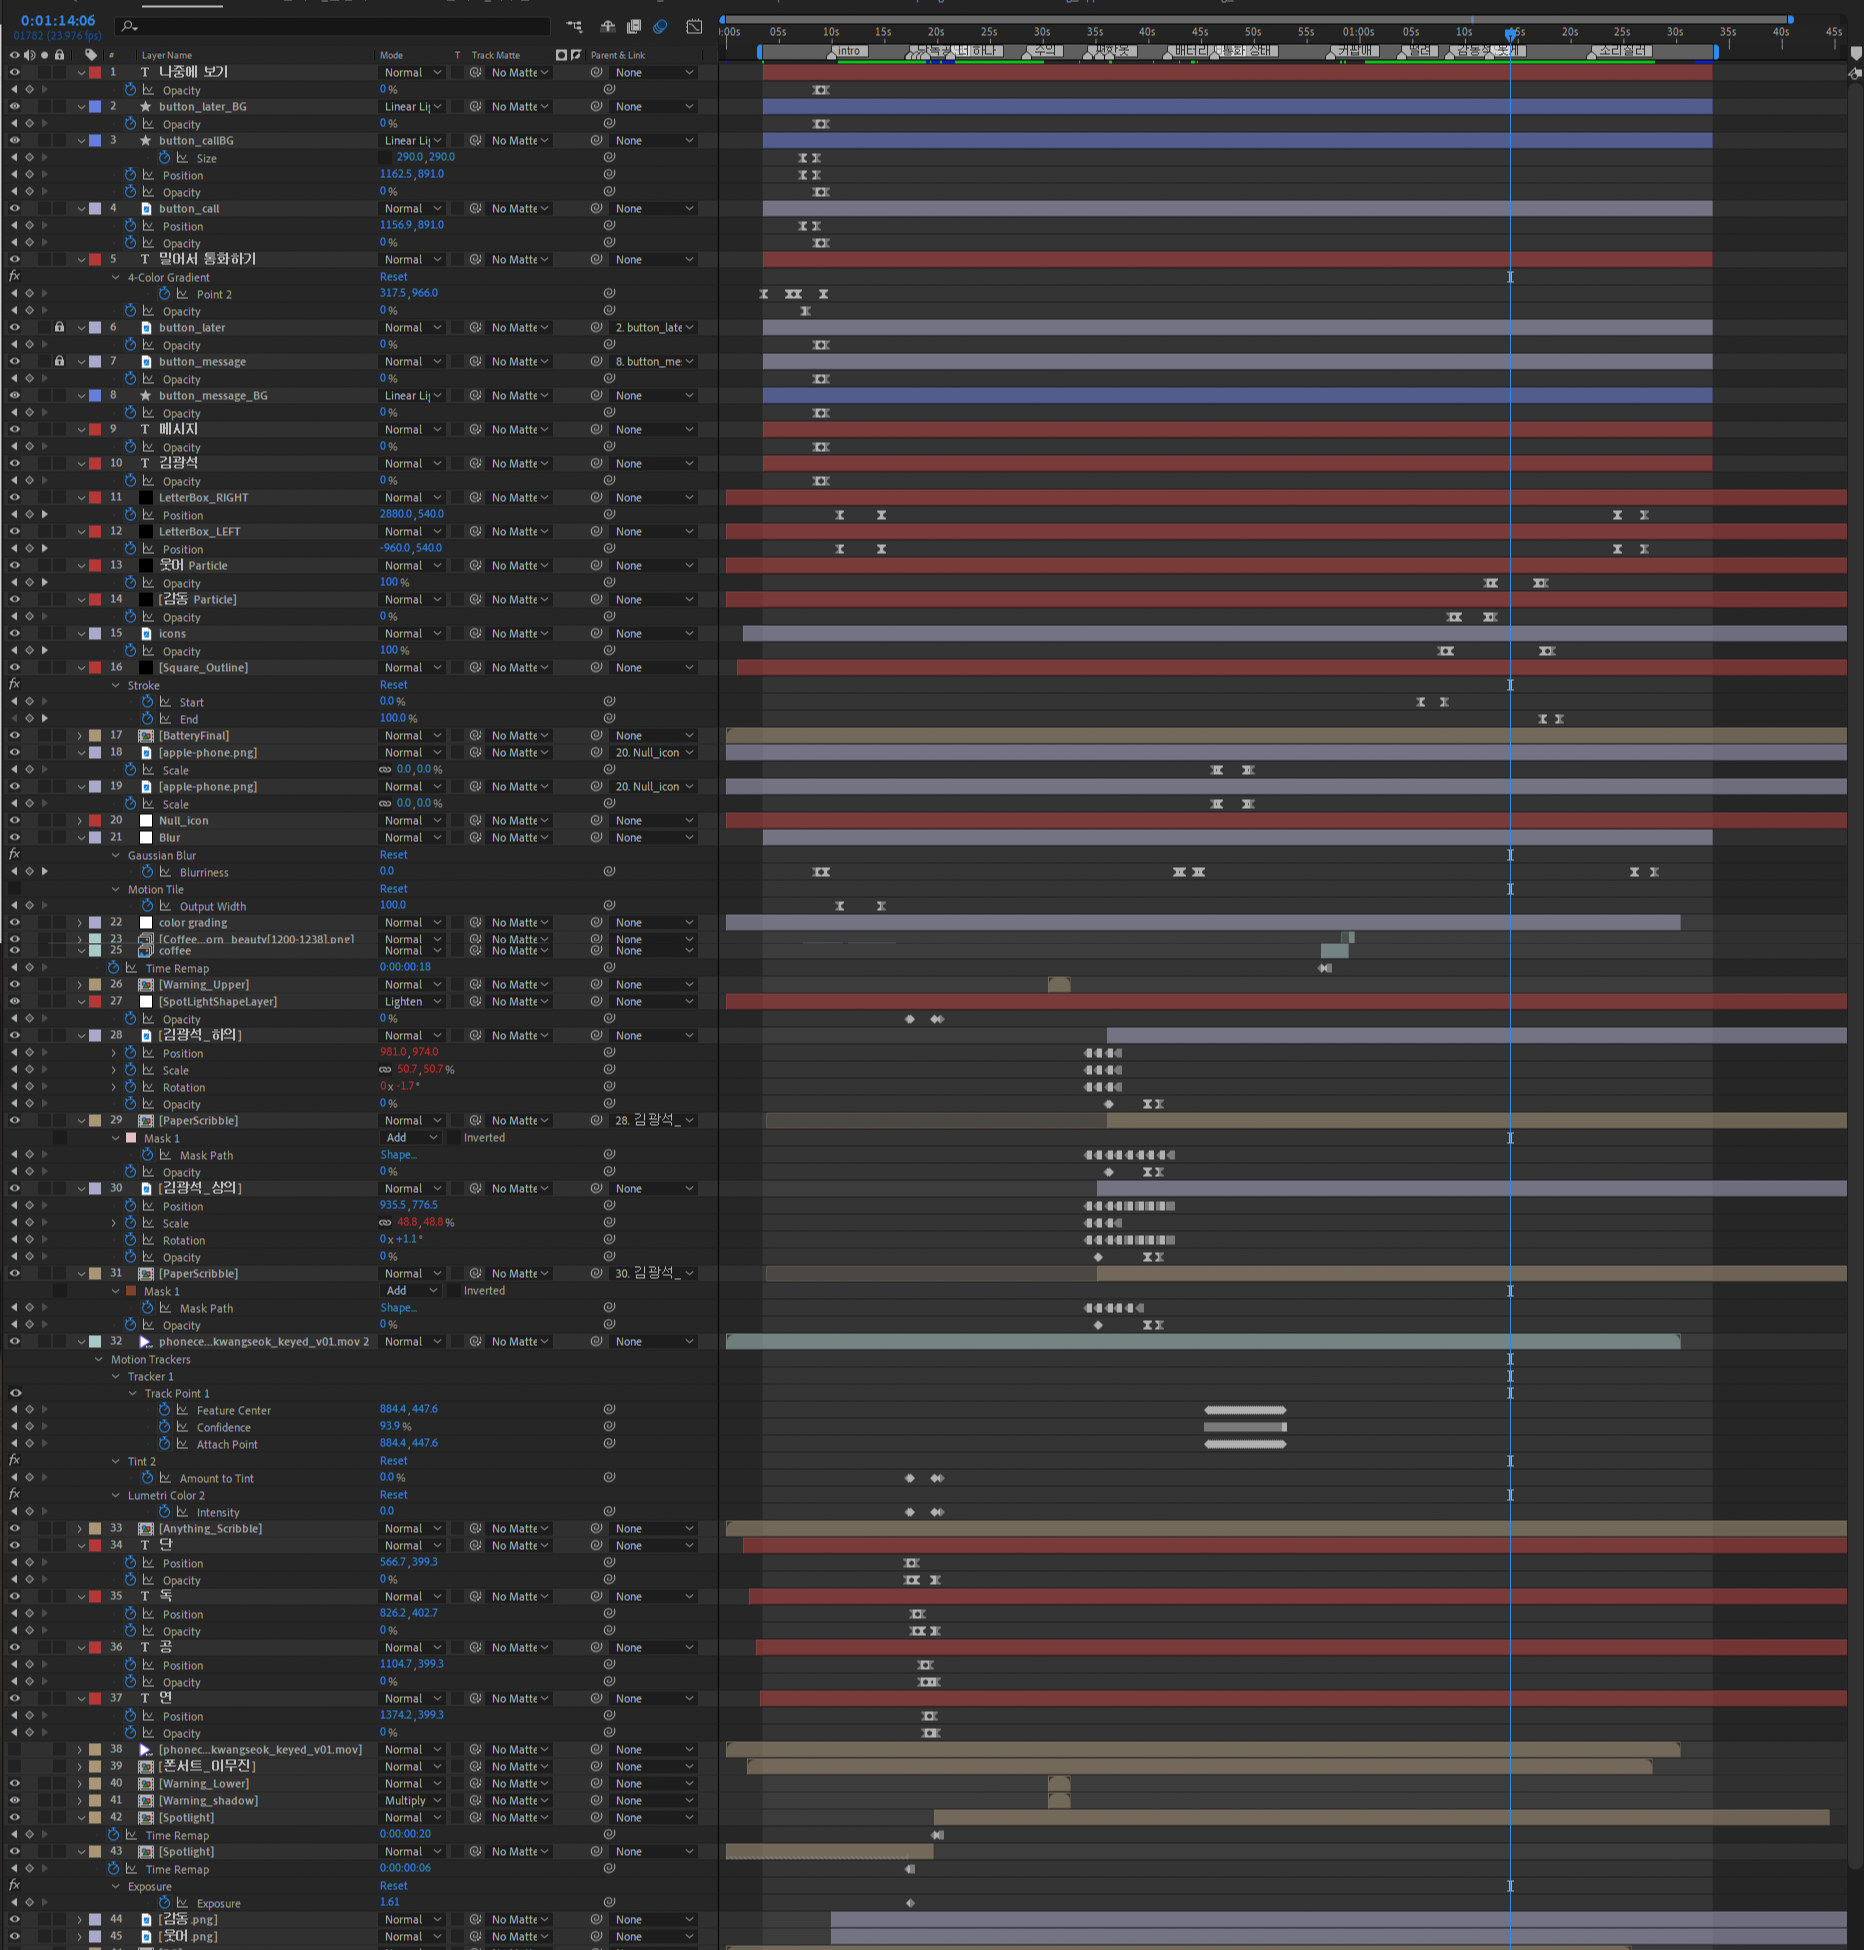 0:01:14:06
01782 (23.976 fps)
:00s 05s 10s 15s 20s 25s 30s 35s 40s 45s 50s 55s 01:00s 05s 10s 15s 20s 25s 30s 35s 40s 45s
# Layer Name Mode T Track Matte Parent & Link
intro 주의 커피매 소리질러
1 T 나중에 보기 Normal No Matte None
Opacity 0 %
2 button_later_BG Linear Li No Matte None
Opacity 0 %
3 button_callBG Linear Li No Matte None
Size 290.0, 290.0
Position 1162.5, 891.0
Opacity 0 %
4 button_call Normal No Matte None
Position 1156.9, 891.0
Opacity 0 %
5 T 밀어서 통화하기 Normal No Matte None
fx 4-Color Gradient Reset
Point 2 317.5, 966.0
Opacity 0 %
6 button_later Normal No Matte 2. button_late
Opacity 0 %
7 button_message Normal No Matte 8. button_me
Opacity 0 %
8 button_message_BG Linear Li No Matte None
Opacity 0 %
9 T 메시지 Normal No Matte None
Opacity 0 %
10 T 김광석 Normal No Matte None
Opacity 0 %
11 LetterBox_RIGHT Normal No Matte None
Position 2880.0, 540.0
12 LetterBox_LEFT Normal No Matte None
Position -960.0, 540.0
13 웃어 Particle Normal No Matte None
Opacity 100 %
14 [감동 Particle] Normal No Matte None
Opacity 0 %
15 icons Normal No Matte None
Opacity 100 %
16 [Square_Outline] Normal No Matte None
fx Stroke Reset
Start 0.0 %
End 100.0 %
17 [BatteryFinal] Normal No Matte None
18 [apple-phone.png] Normal No Matte 20. Null_icon
Scale 0.0, 0.0 %
19 [apple-phone.png] Normal No Matte 20. Null_icon
Scale 0.0, 0.0 %
20 Null_icon Normal No Matte None
21 Blur Normal No Matte None
fx Gaussian Blur Reset
Blurriness 0.0
Motion Tile Reset
Output Width 100.0
22 color grading Normal No Matte None
23 [Coffee...orn_beauty[1200-1238].png] Normal No Matte None
25 coffee Normal No Matte None
Time Remap 0:00:00:18
26 [Warning_Upper] Normal No Matte None
27 [SpotLightShapeLayer] Lighten No Matte None
Opacity 0 %
28 [김광석_하의] Normal No Matte None
Position 981.0, 974.0
Scale 50.7, 50.7 %
Rotation 0 x -1.7 °
Opacity 0 %
29 [PaperScribble] Normal No Matte 28. 김광석_
Mask 1 Add Inverted
Mask Path Shape...
Opacity 0 %
30 [김광석_상의] Normal No Matte None
Position 935.5, 776.5
Scale 48.8, 48.8 %
Rotation 0 x +1.1 °
Opacity 0 %
31 [PaperScribble] Normal No Matte 30. 김광석_
Mask 1 Add Inverted
Mask Path Shape...
Opacity 0 %
32 phonece...kwangseok_keyed_v01.mov 2 Normal No Matte None
Motion Trackers
Tracker 1
Track Point 1
Feature Center 884.4, 447.6
Confidence 93.9 %
Attach Point 884.4, 447.6
fx Tint 2 Reset
Amount to Tint 0.0 %
fx Lumetri Color 2 Reset
Intensity 0.0
33 [Anything_Scribble] Normal No Matte None
34 T 단 Normal No Matte None
Position 566.7, 399.3
Opacity 0 %
35 T 독 Normal No Matte None
Position 826.2, 402.7
Opacity 0 %
36 T 공 Normal No Matte None
Position 1104.7, 399.3
Opacity 0 %
37 T 연 Normal No Matte None
Position 1374.2, 399.3
Opacity 0 %
38 [phonec...kwangseok_keyed_v01.mov] Normal No Matte None
39 [폰서트_이무진] Normal No Matte None
40 [Warning_Lower] Normal No Matte None
41 [Warning_shadow] Multiply No Matte None
42 [Spotlight] Normal No Matte None
Time Remap 0:00:00:20
43 [Spotlight] Normal No Matte None
Time Remap 0:00:00:06
fx Exposure Reset
Exposure 1.61
44 [감동.png] Normal No Matte None
45 [웃어.png] Normal No Matte None